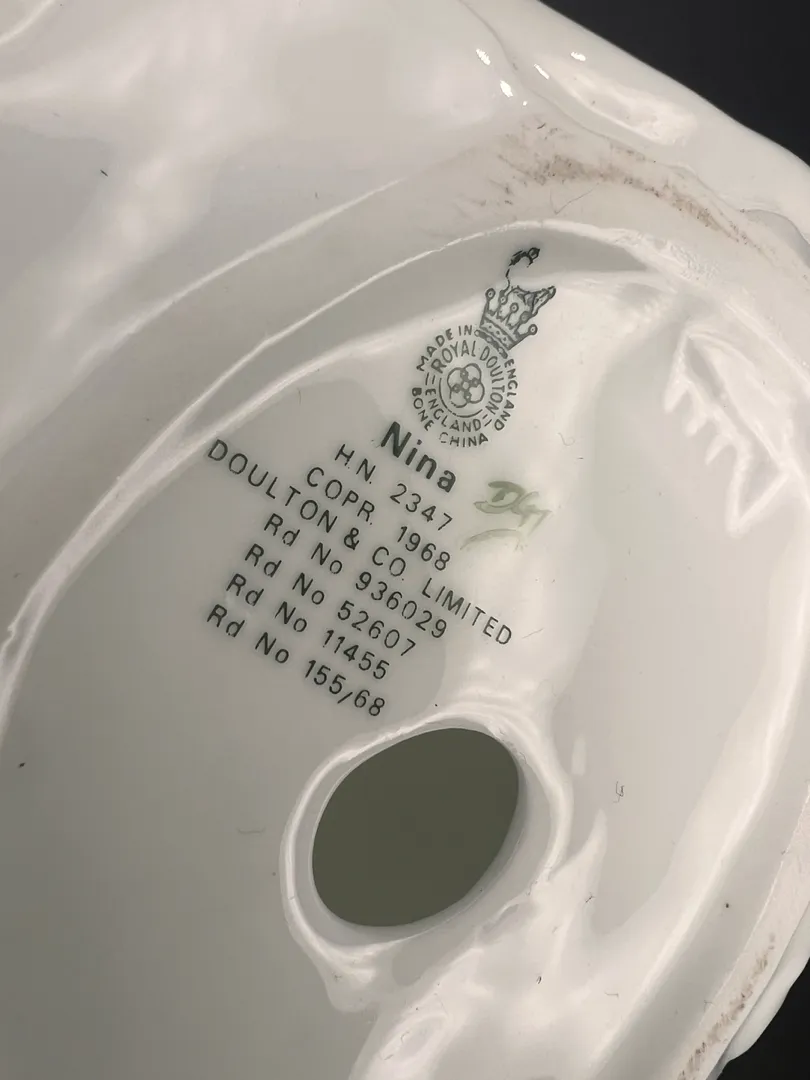 MADE IN ENGLAND
ROYAL DOULTON
ENGLAND
BONE CHINA
Nina
H.N. 2347
COPR. 1968
DOULTON & CO. LIMITED
Rd No 936029
Rd No 52607
Rd No 11455
Rd No 155/68